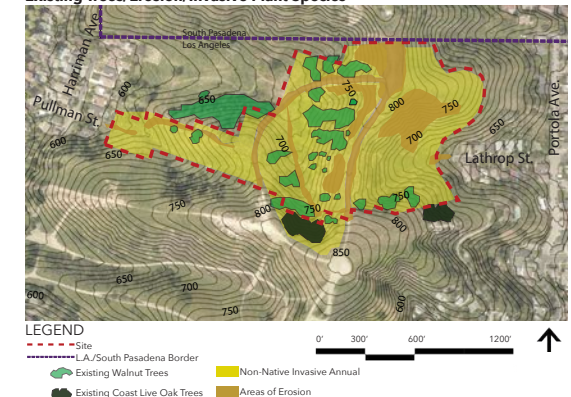 Existing Trees, Erosion, Invasive Plant Species
South Pasadena
Los Angeles
Harriman Ave.
Pullman St.
Portola Ave.
Lathrop St.
600
650
750
800
750
650
700
700
600
650
750
800
750
750
800
850
650
600
700
750
600
LEGEND
Site
L.A./South Pasadena Border
Existing Walnut Trees
Existing Coast Live Oak Trees
Non-Native Invasive Annual
Areas of Erosion
0' 300' 600' 1200'